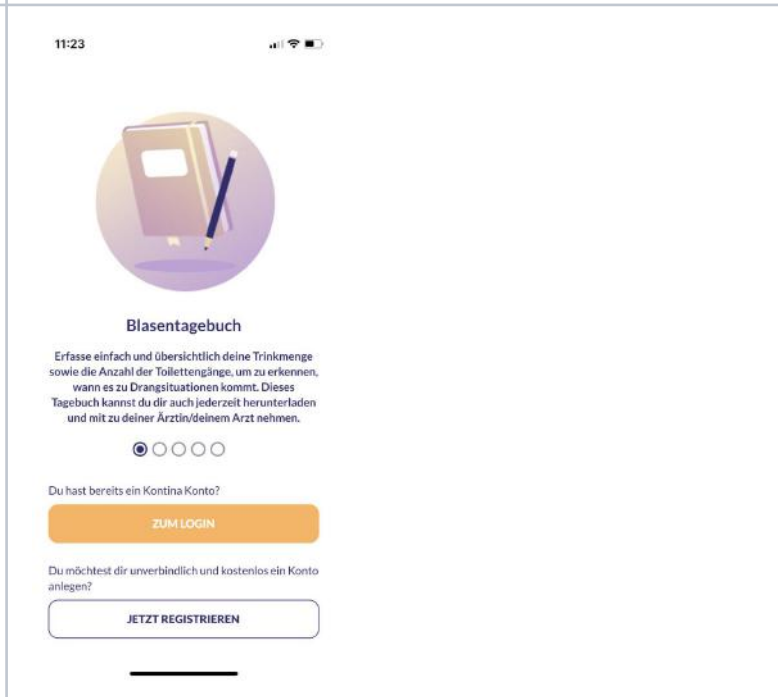 11:23
Blasentagebuch
Erfasse einfach und übersichtlich deine Trinkmenge
sowie die Anzahl der Toilettengänge, um zu erkennen,
wann es zu Drangsituationen kommt. Dieses
Tagebuch kannst du dir auch jederzeit herunterladen
und mit zu deiner Ärztin/deinem Arzt nehmen.
Du hast bereits ein Kontina Konto?
ZUM LOGIN
Du möchtest dir unverbindlich und kostenlos ein Konto
anlegen?
JETZT REGISTRIEREN